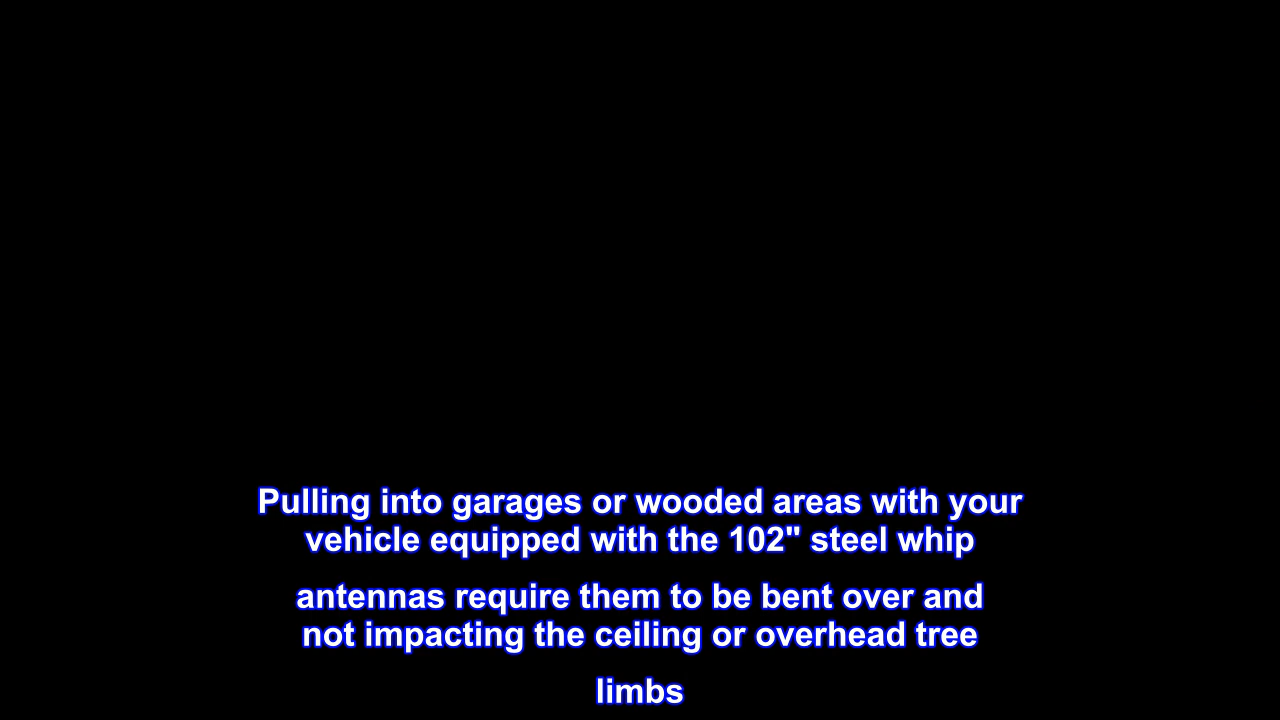 Pulling into garages or wooded areas with your
vehicle equipped with the 102" steel whip
antennas require them to be bent over and
not impacting the ceiling or overhead tree
limbs